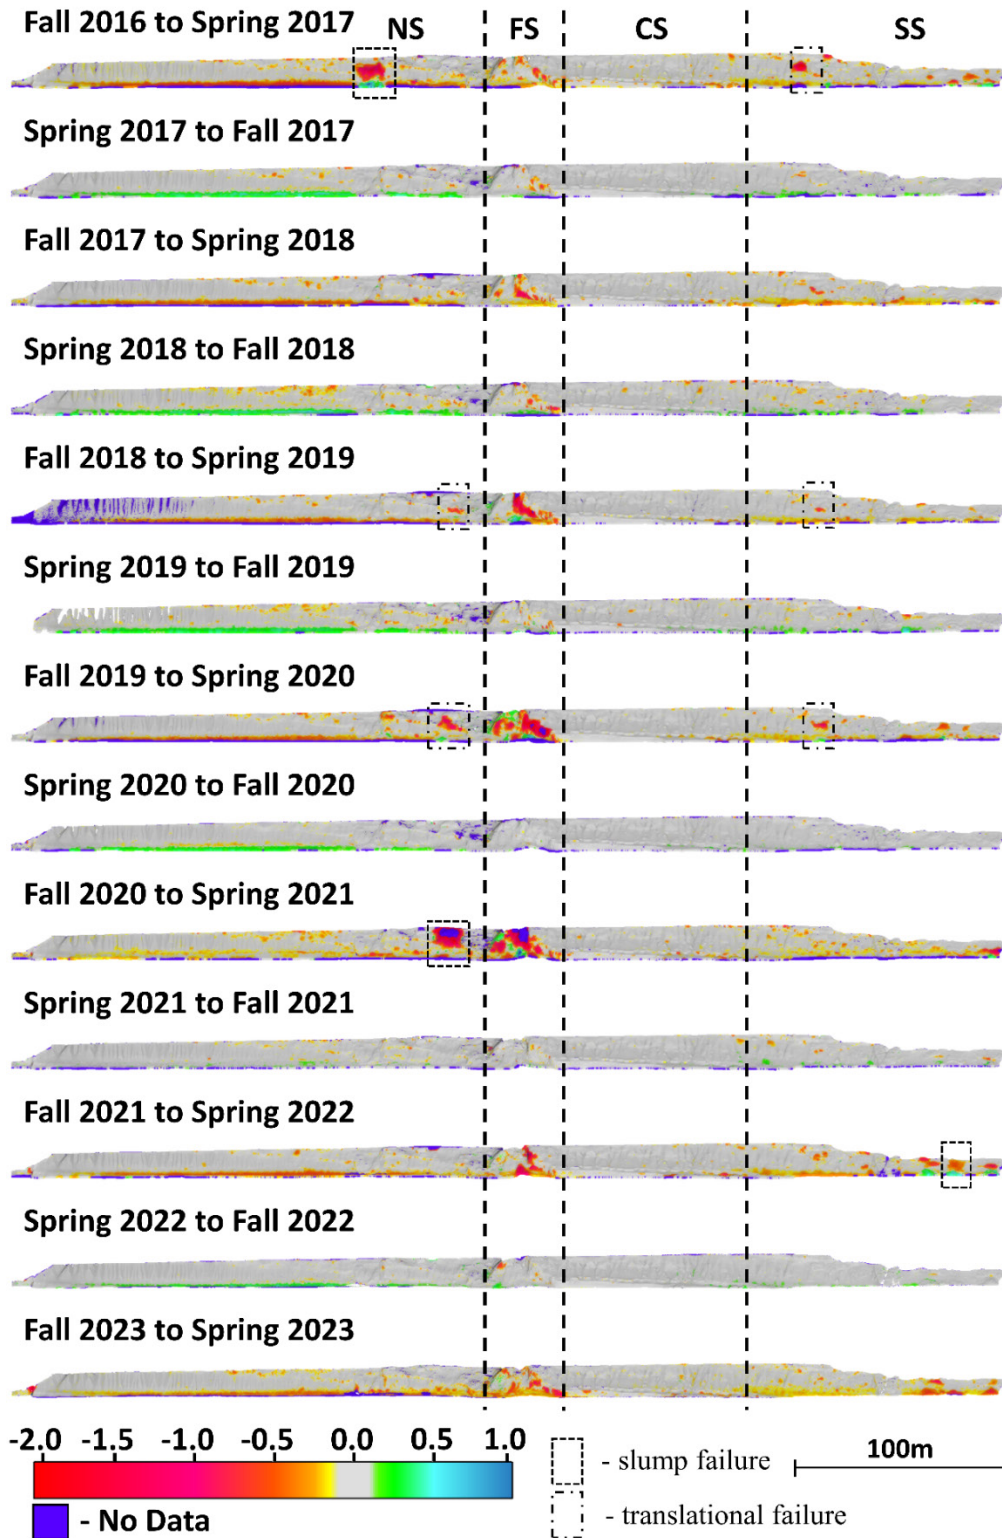 Fall 2016 to Spring 2017
NS FS CS SS
Spring 2017 to Fall 2017
Fall 2017 to Spring 2018
Spring 2018 to Fall 2018
Fall 2018 to Spring 2019
Spring 2019 to Fall 2019
Fall 2019 to Spring 2020
Spring 2020 to Fall 2020
Fall 2020 to Spring 2021
Spring 2021 to Fall 2021
Fall 2021 to Spring 2022
Spring 2022 to Fall 2022
Fall 2023 to Spring 2023
-2.0 -1.5 -1.0 -0.5 0.0 0.5 1.0
- No Data
- slump failure
- translational failure
100m